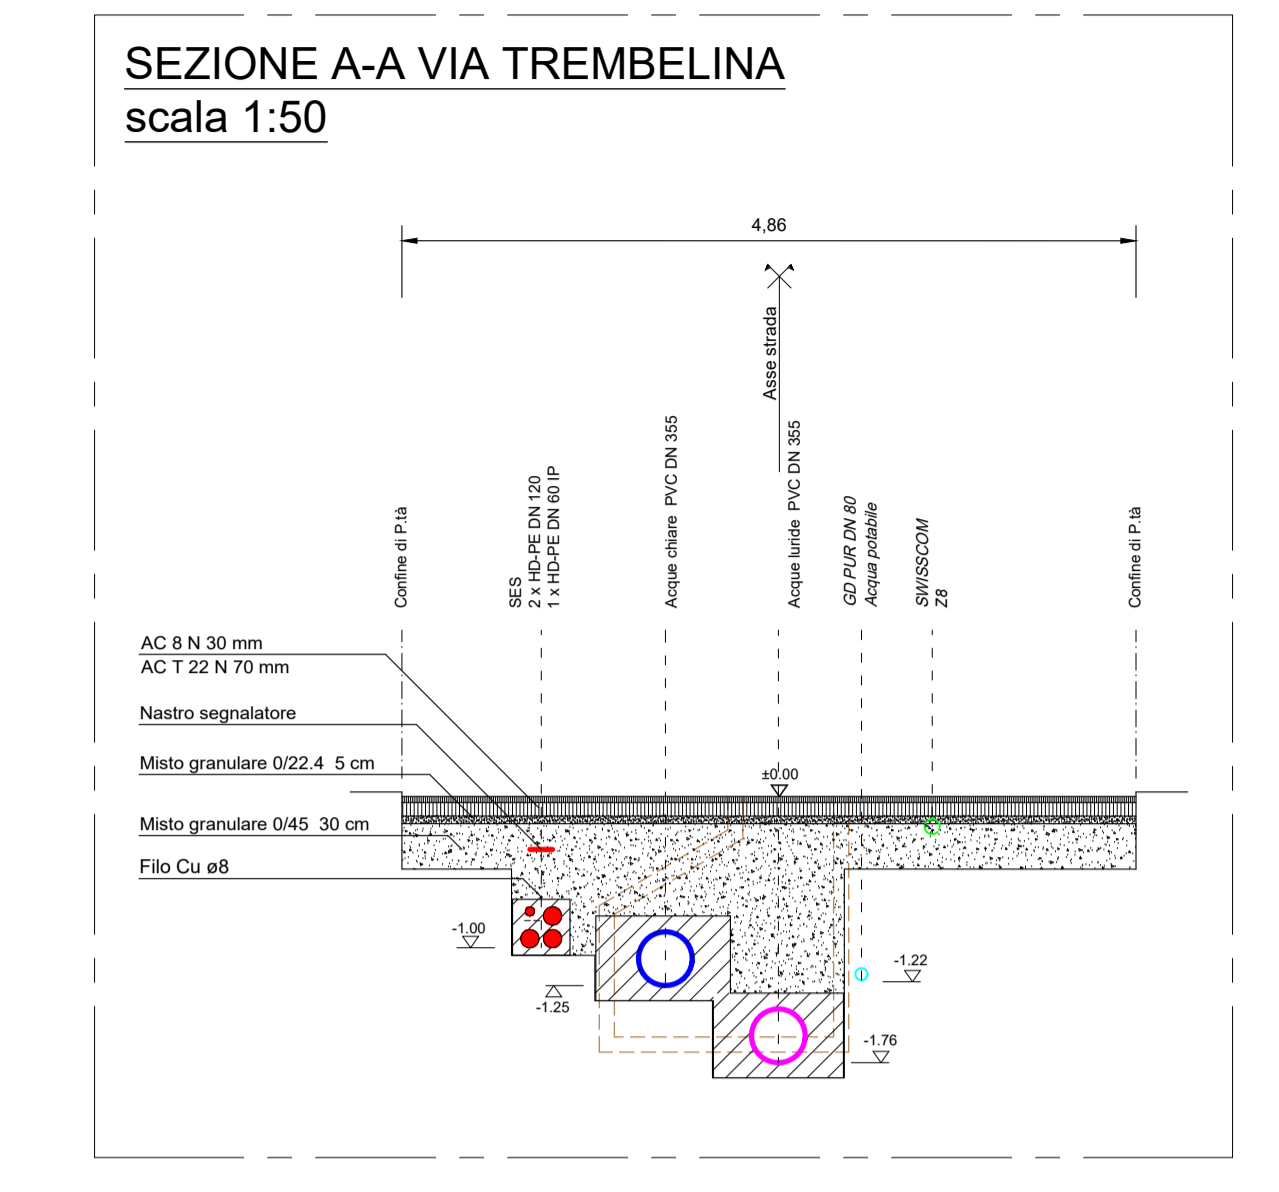 SEZIONE A-A VIA TREMBELINA
scala 1:50
4,86
Asse strada
Confine di P.tà
SES
2 x HD-PE DN 120
1 x HD-PE DN 60 IP
Acque chiare PVC DN 355
Acque luride PVC DN 355
GD PUR DN 80
Acqua potabile
SWISSCOM
Z8
Confine di P.tà
AC 8 N 30 mm
AC T 22 N 70 mm
Nastro segnalatore
Misto granulare 0/22.4 5 cm
Misto granulare 0/45 30 cm
Filo Cu ø8
±0.00
-1.00
-1.25
-1.22
-1.76